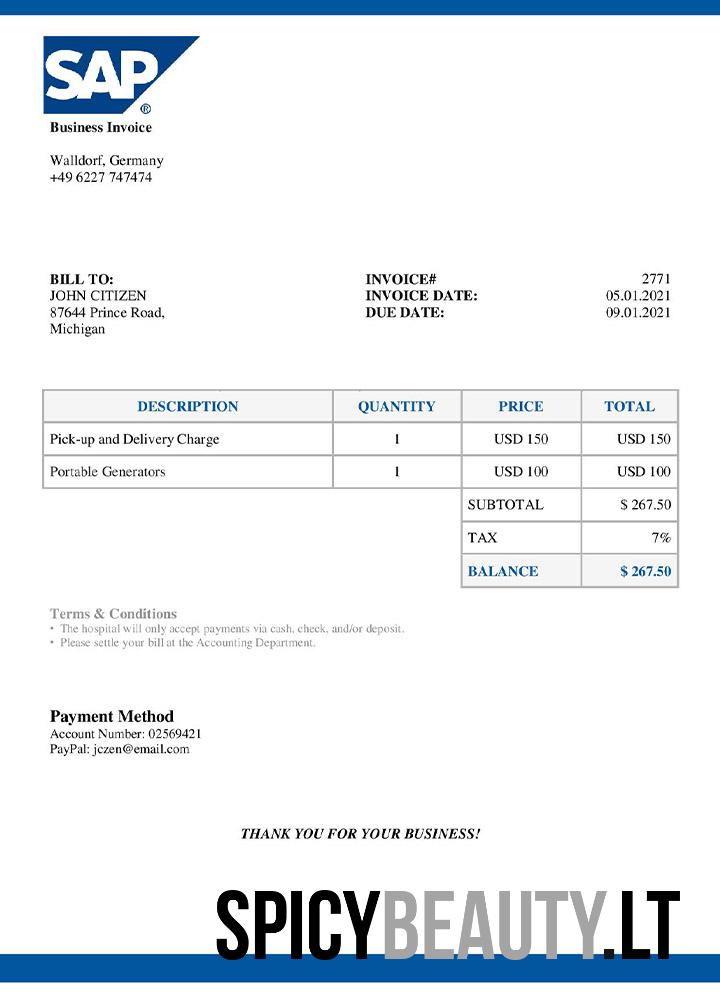 SAP®
Business Invoice
Walldorf, Germany
+49 6227 747474
BILL TO:
JOHN CITIZEN
87644 Prince Road,
Michigan
INVOICE# 2771
INVOICE DATE: 05.01.2021
DUE DATE: 09.01.2021
DESCRIPTION QUANTITY PRICE TOTAL
Pick-up and Delivery Charge 1 USD 150 USD 150
Portable Generators 1 USD 100 USD 100
SUBTOTAL $ 267.50
TAX 7%
BALANCE $ 267.50
Terms & Conditions
• The hospital will only accept payments via cash, check, and/or deposit.
• Please settle your bill at the Accounting Department.
Payment Method
Account Number: 02569421
PayPal: jczen@email.com
THANK YOU FOR YOUR BUSINESS!
SPICYBEAUTY.LT